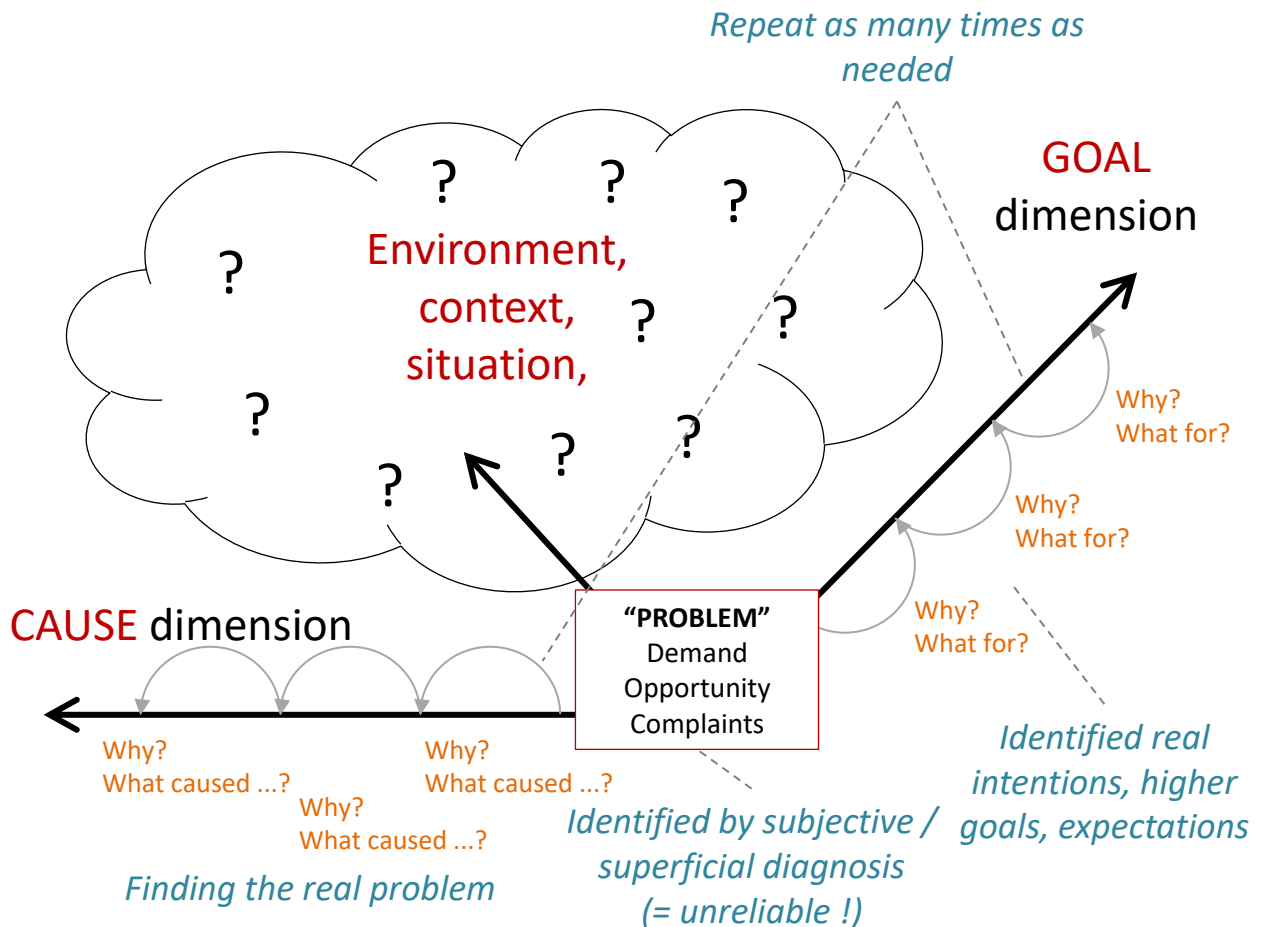 Repeat as many times as
needed
GOAL
dimension
?
?
?
?
Environment,
context,
situation,
?
?
?
?
?
?
Why?
What for?
Why?
What for?
Why?
What for?
CAUSE dimension
“PROBLEM”
Demand
Opportunity
Complaints
Why?
What caused ...?
Why?
What caused ...?
Why?
What caused ...?
Finding the real problem
Identified by subjective /
superficial diagnosis
(= unreliable !)
Identified real
intentions, higher
goals, expectations